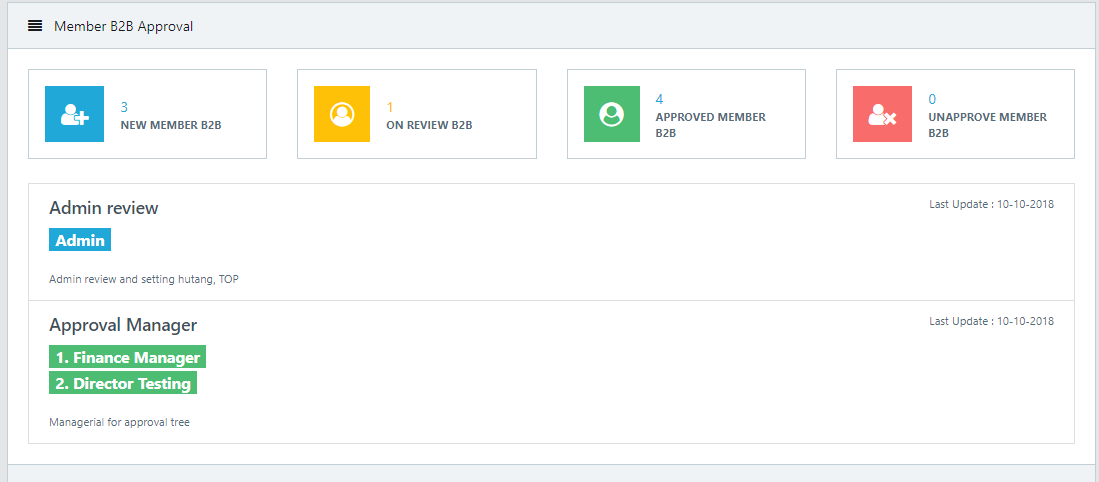 Member B2B Approval
3
NEW MEMBER B2B
1
ON REVIEW B2B
4
APPROVED MEMBER
B2B
0
UNAPPROVE MEMBER
B2B
Admin review
Last Update : 10-10-2018
Admin
Admin review and setting hutang, TOP
Approval Manager
Last Update : 10-10-2018
1. Finance Manager
2. Director Testing
Managerial for approval tree